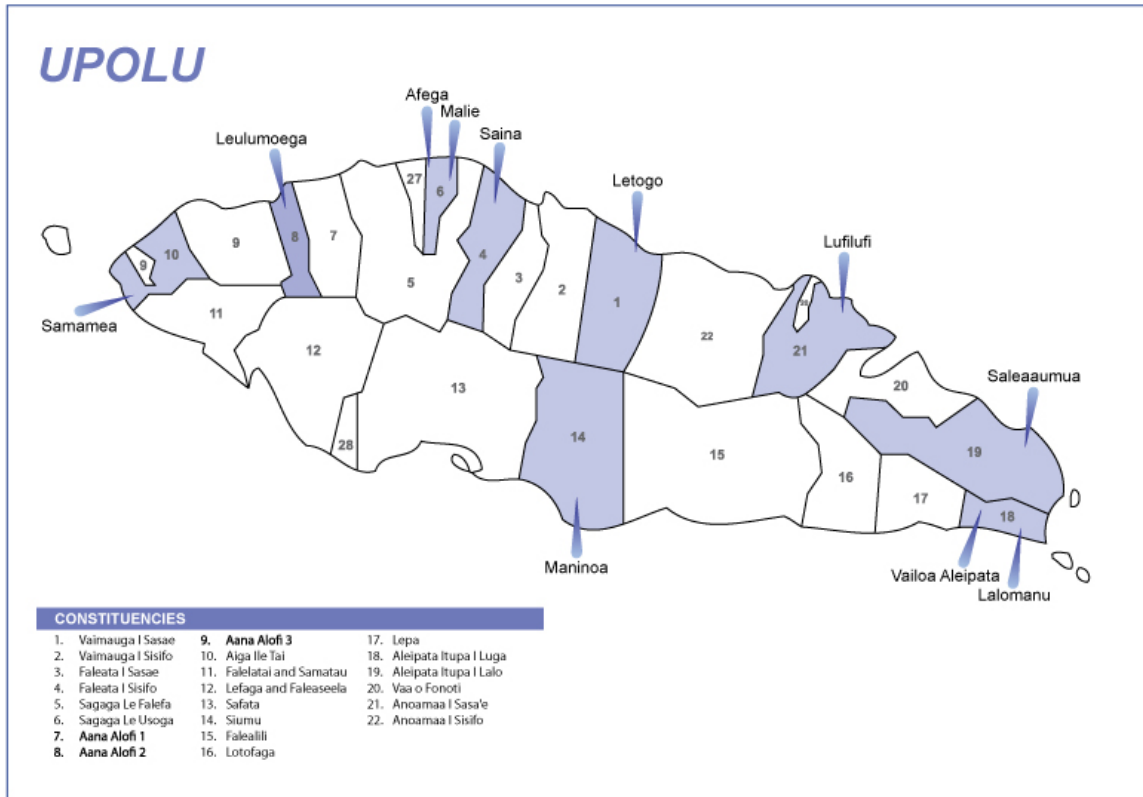 UPOLU
Afega
Malie
Saina
Leulumoega
Letogo
Lufilufi
Samamea
Saleaaumua
Maninoa
Vailoa Aleipata
Lalomanu
27
6
10
9
8
7
9
4
5
3
2
1
11
22
21
12
20
13
14
19
28
15
16
17
18
CONSTITUENCIES
1. Vaimauga I Sasae
2. Vaimauga I Sisifo
3. Faleata I Sasae
4. Faleata I Sisifo
5. Sagaga Le Falefa
6. Sagaga Le Usoga
7. Aana Alofi 1
8. Aana Alofi 2
9. Aana Alofi 3
10. Aiga Ile Tai
11. Falelatai and Samatau
12. Lefaga and Faleaseela
13. Safata
14. Siumu
15. Falealili
16. Lotofaga
17. Lepa
18. Aleipata Itupa I Luga
19. Aleipata Itupa I Lalo
20. Vaa o Fonoti
21. Anoamaa I Sasa'e
22. Anoamaa I Sisifo